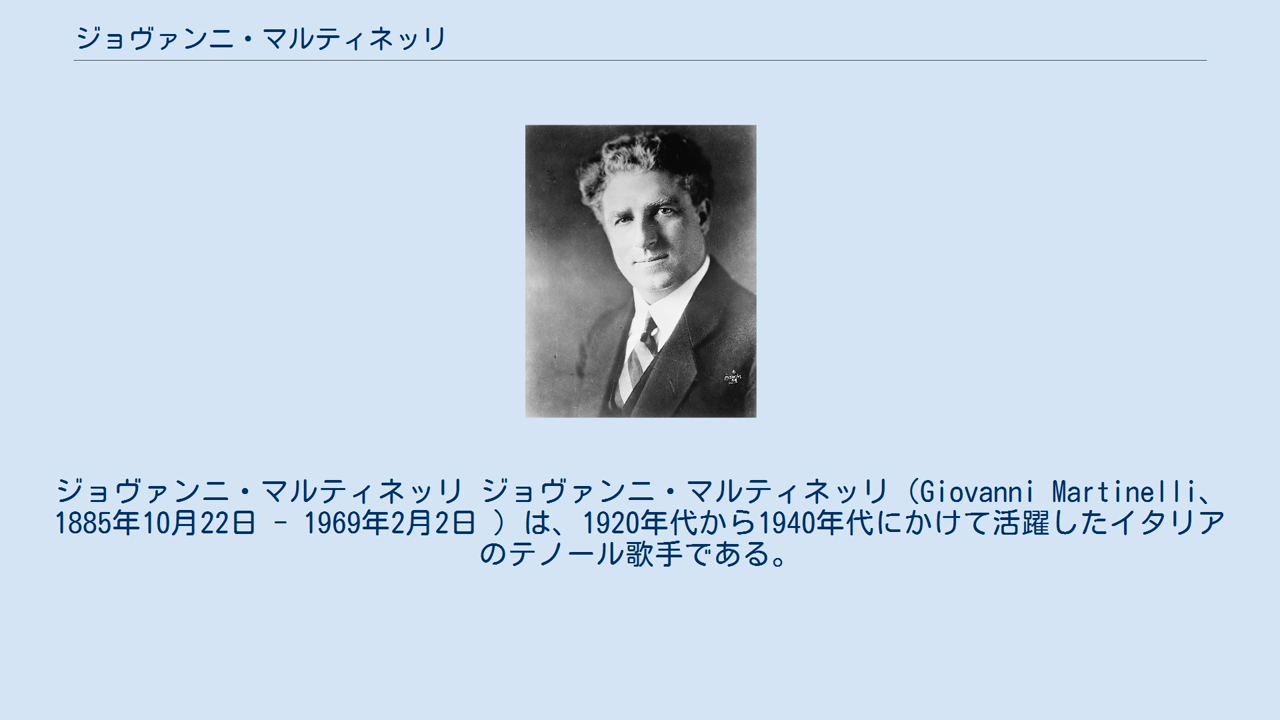 ジョヴァンニ・マルティネッリ
ジョヴァンニ・マルティネッリ ジョヴァンニ・マルティネッリ（Giovanni Martinelli、
1885年10月22日 - 1969年2月2日 ）は、1920年代から1940年代にかけて活躍したイタリア
のテノール歌手である。